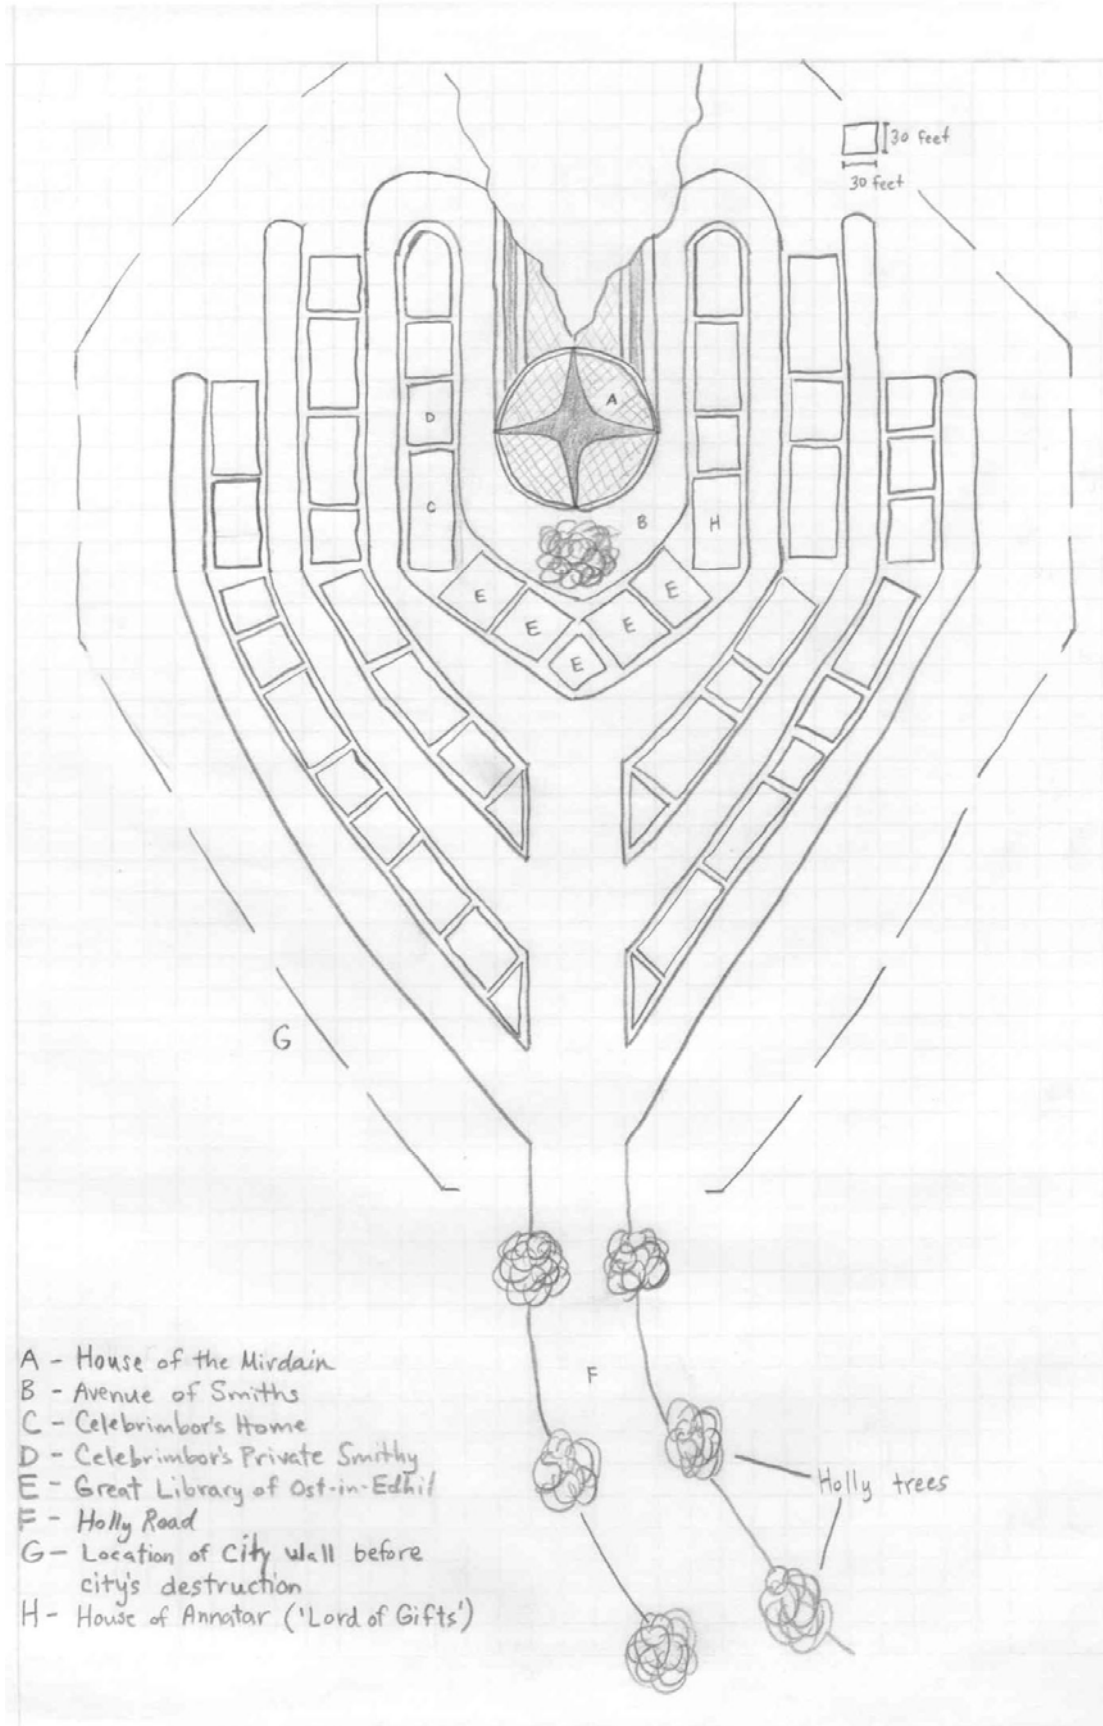 30 feet
30 feet
A
D
C
B
H
E
E
E
E
E
G
F
Holly trees
A - House of the Mirdain
B - Avenue of Smiths
C - Celebrimbor's Home
D - Celebrimbor's Private Smithy
E - Great Library of Ost-in-Edhil
F - Holly Road
G - Location of City Wall before
city's destruction
H - House of Annatar ('Lord of Gifts')